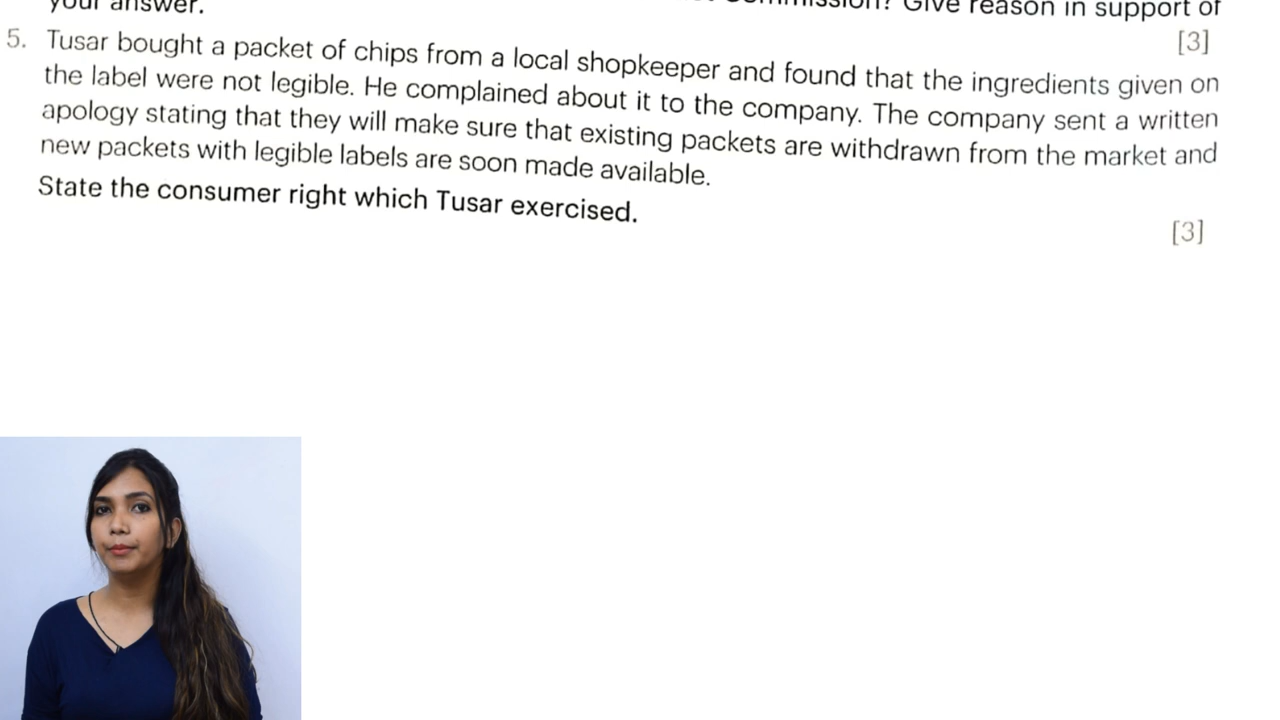 your answer.
Commission? Give reason in support of
[3]
5. Tusar bought a packet of chips from a local shopkeeper and found that the ingredients given on
the label were not legible. He complained about it to the company. The company sent a written
apology stating that they will make sure that existing packets are withdrawn from the market and
new packets with legible labels are soon made available.
State the consumer right which Tusar exercised.
[3]